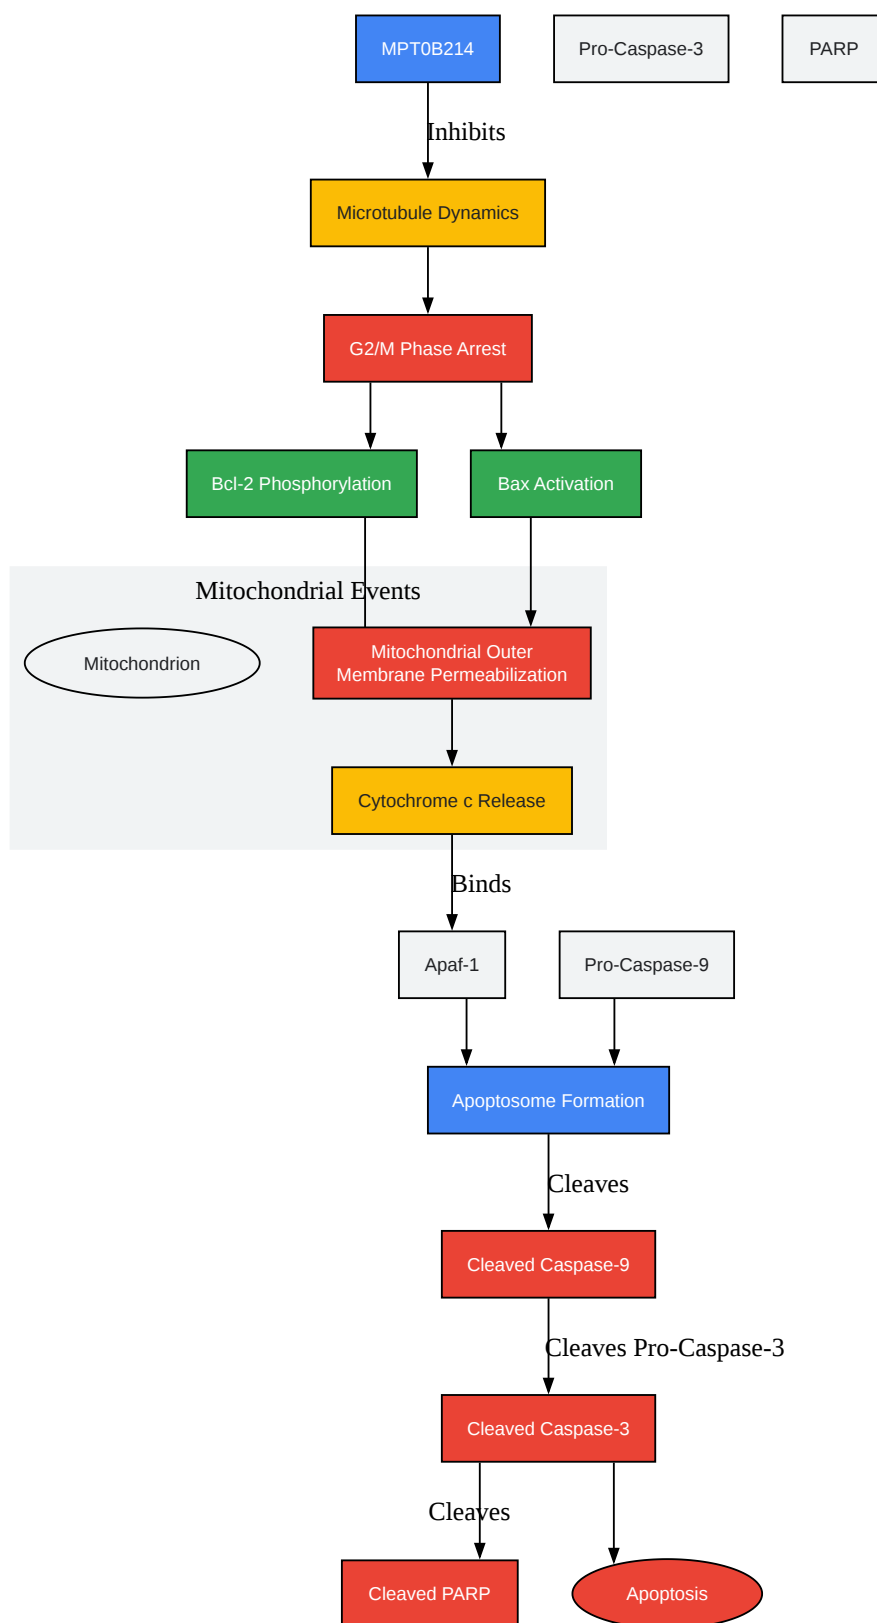 MPT0B214
Pro-Caspase-3
PARP
Inhibits
Microtubule Dynamics
G2/M Phase Arrest
Bcl-2 Phosphorylation
Bax Activation
Mitochondrial Events
Mitochondrion
Mitochondrial Outer
Membrane Permeabilization
Cytochrome c Release
Binds
Apaf-1
Pro-Caspase-9
Apoptosome Formation
Cleaves
Cleaved Caspase-9
Cleaves Pro-Caspase-3
Cleaved Caspase-3
Cleaves
Cleaved PARP
Apoptosis